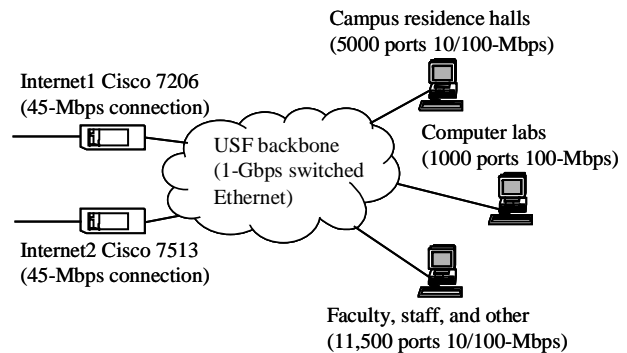 Campus residence halls
(5000 ports 10/100-Mbps)
Internet1 Cisco 7206
(45-Mbps connection)
USF backbone
(1-Gbps switched
Ethernet)
Computer labs
(1000 ports 100-Mbps)
Internet2 Cisco 7513
(45-Mbps connection)
Faculty, staff, and other
(11,500 ports 10/100-Mbps)